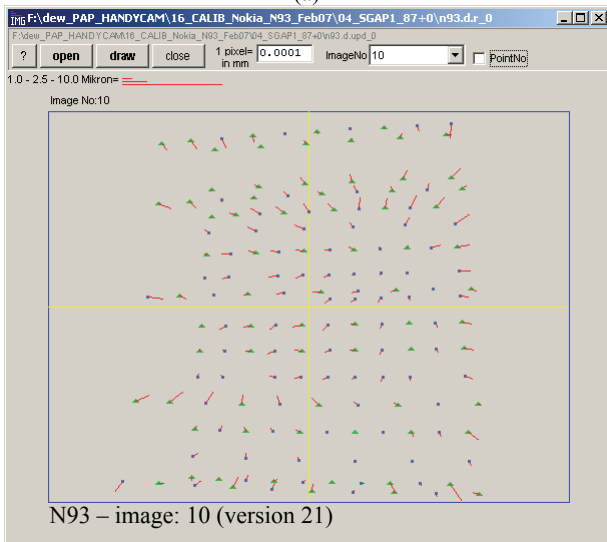 (a)
IMG F:\dew_PAP_HANDYCAM\16_CALIB_Nokia_N93_Feb07\04_SGAP1_87+0\n93.d.r_0
F:\dew_PAP_HANDYCAM\16_CALIB_Nokia_N93_Feb07\04_SGAP1_87+0\n93.d.upd_0
? open draw close 1 pixel= in mm 0.0001 ImageNo 10 PointNo
1.0 - 2.5 - 10.0 Mikron=
Image No:10
N93 – image: 10 (version 21)